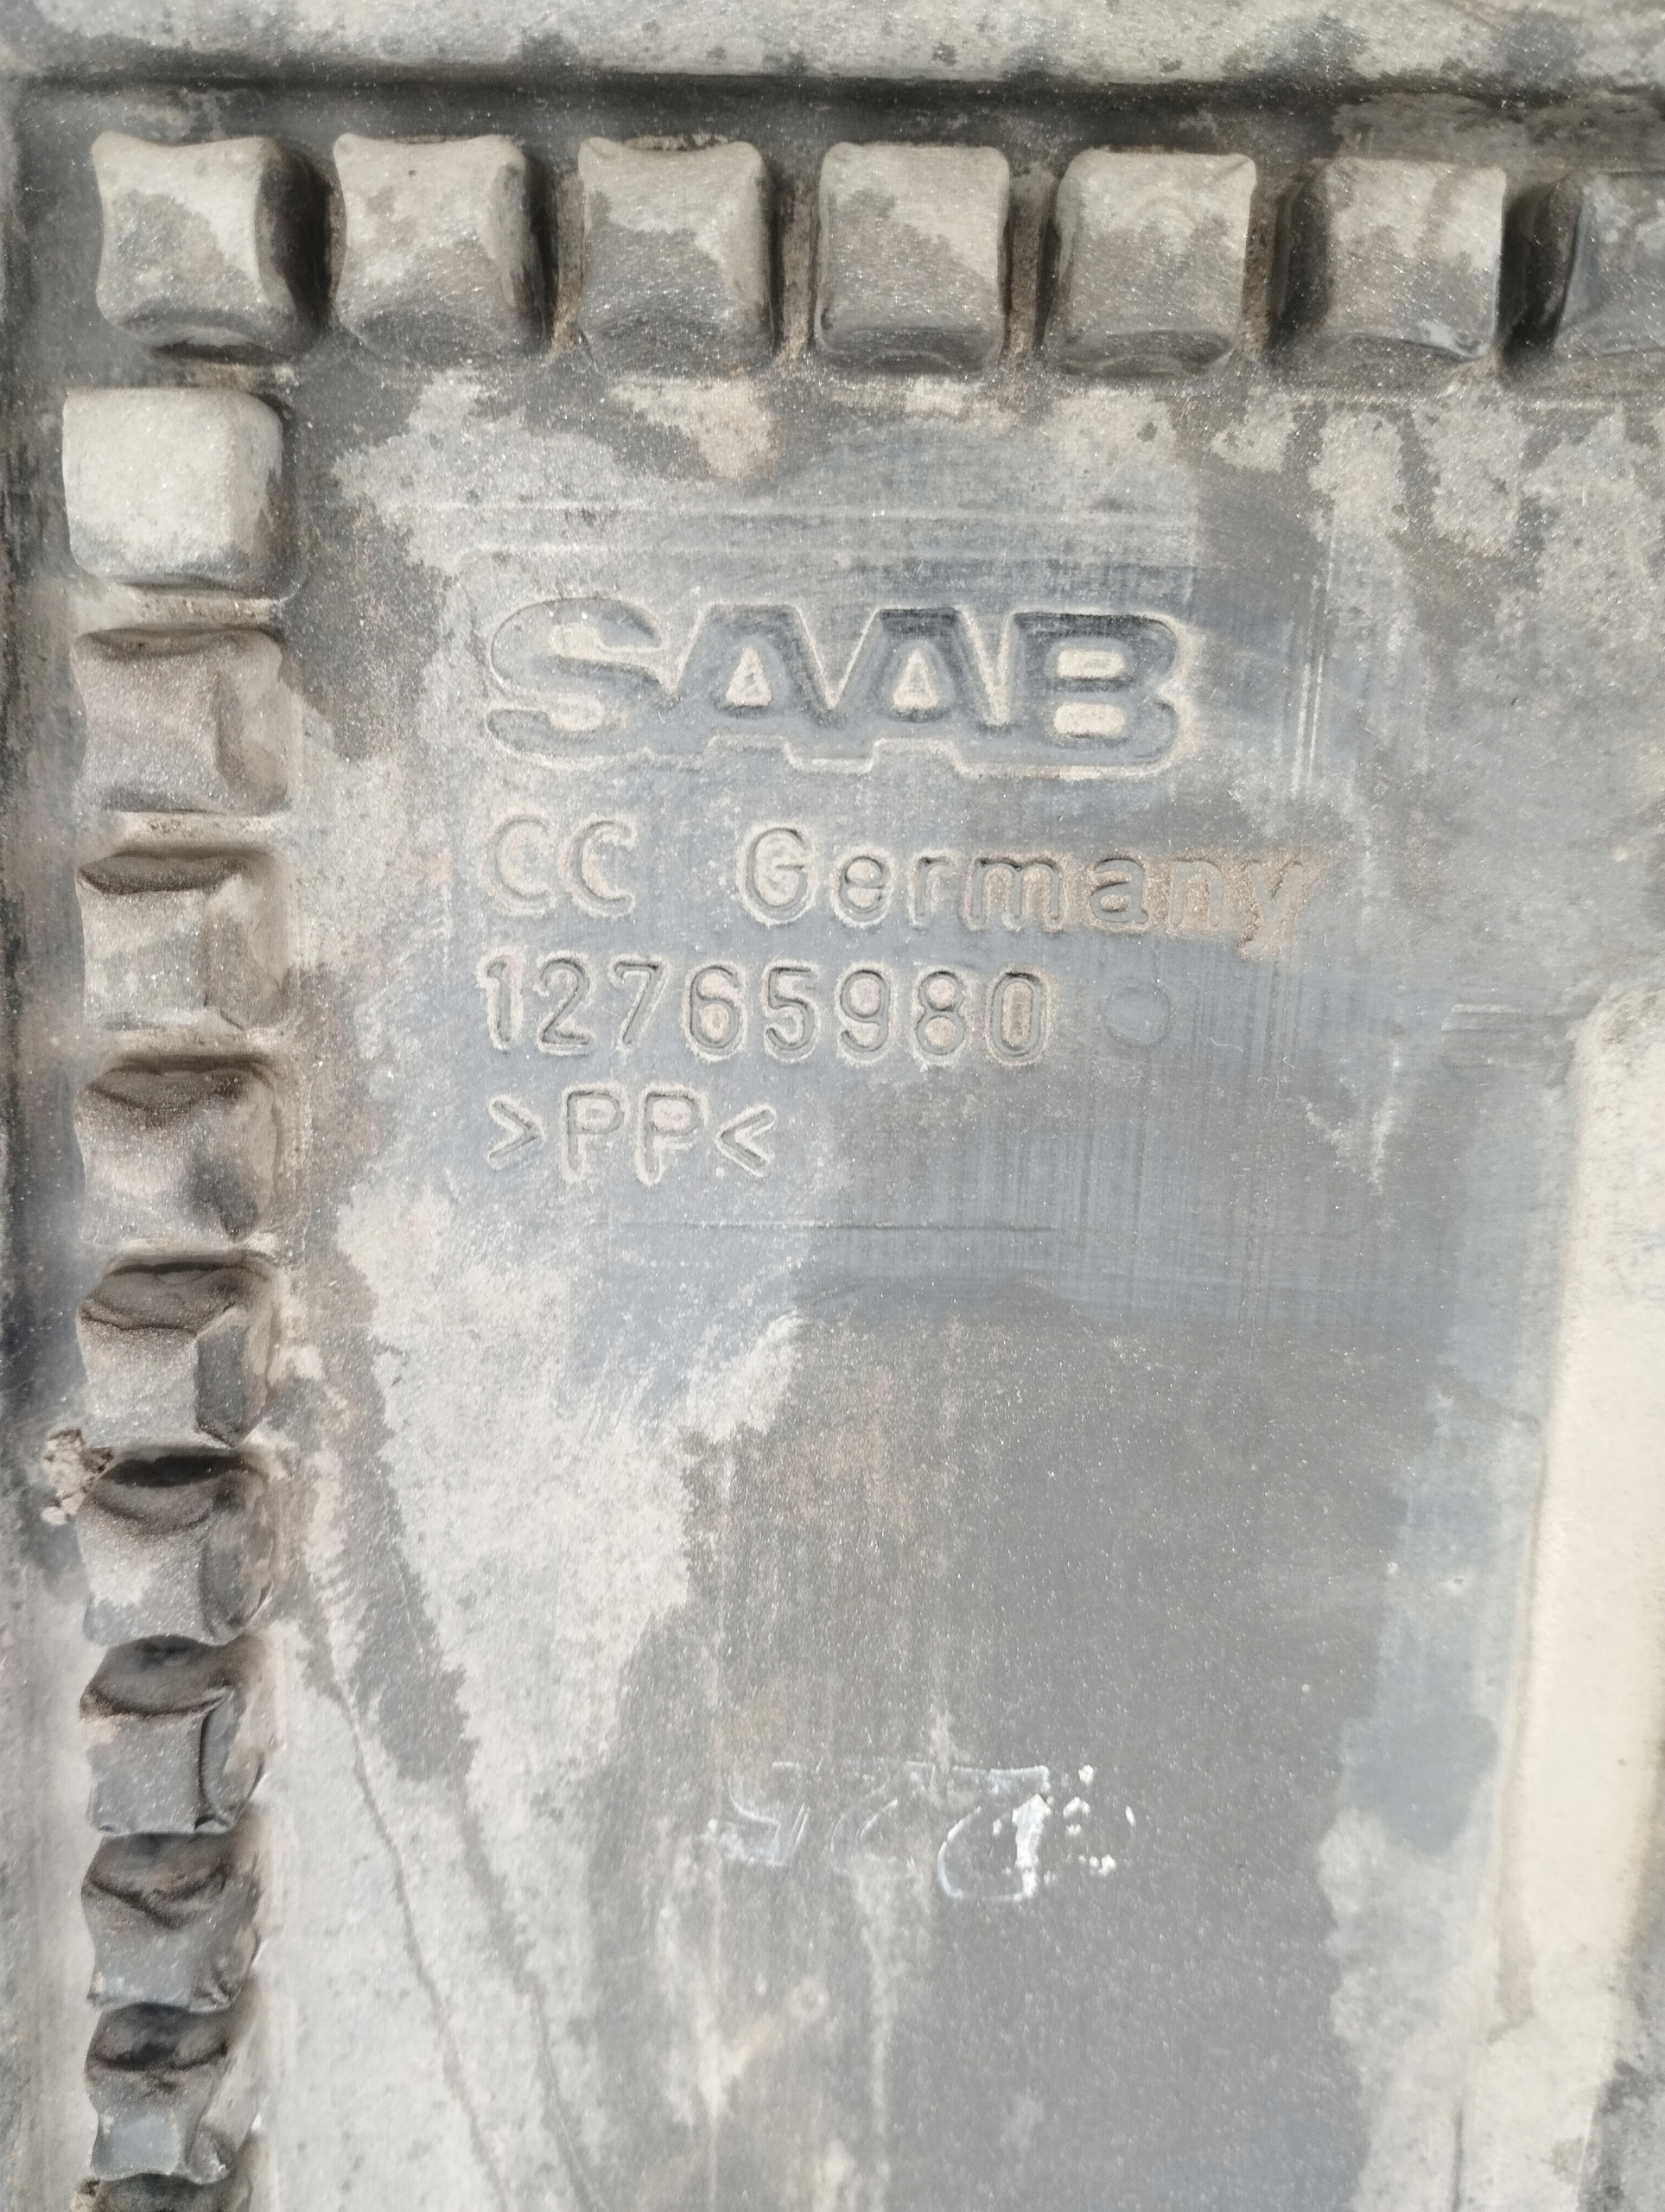 SAAB
CC Germany
12765980
>PP<